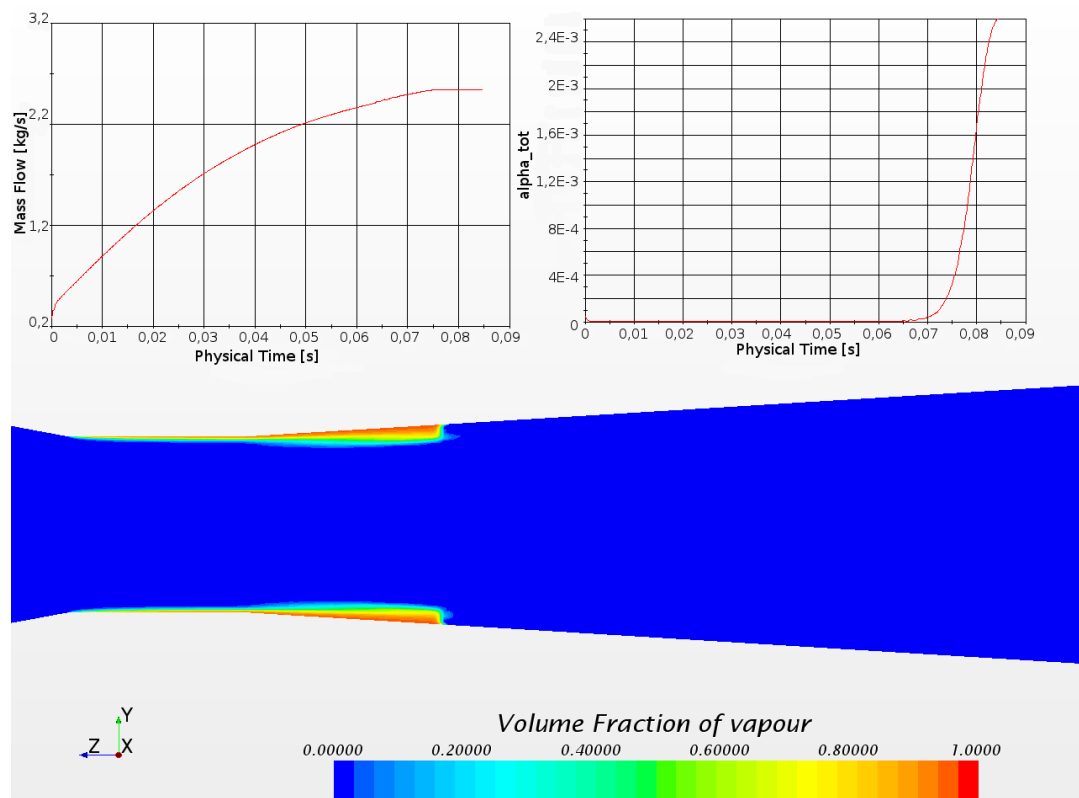 3,2
2,2
1,2
0,2
Mass Flow [kg/s]
0 0,01 0,02 0,03 0,04 0,05 0,06 0,07 0,08 0,09
Physical Time [s]
2,4E-3
2E-3
1,6E-3
1,2E-3
8E-4
4E-4
0
alpha_tot
0 0,01 0,02 0,03 0,04 0,05 0,06 0,07 0,08 0,09
Physical Time [s]
Y
Z X
Volume Fraction of vapour
0.00000 0.20000 0.40000 0.60000 0.80000 1.0000